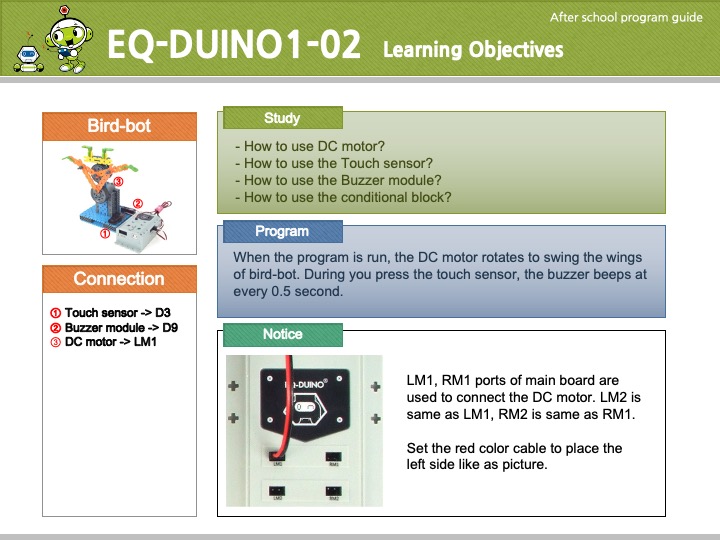 After school program guide
EQ-DUINO1-02 Learning Objectives
Bird-bot
③
②
①
Connection
① Touch sensor -> D3
② Buzzer module -> D9
③ DC motor -> LM1
Study
- How to use DC motor?
- How to use the Touch sensor?
- How to use the Buzzer module?
- How to use the conditional block?
Program
When the program is run, the DC motor rotates to swing the wings
of bird-bot. During you press the touch sensor, the buzzer beeps at
every 0.5 second.
Notice
EQ-DUINO®
LM1 RM1
LM2 RM2
LM1, RM1 ports of main board are
used to connect the DC motor. LM2 is
same as LM1, RM2 is same as RM1.
Set the red color cable to place the
left side like as picture.